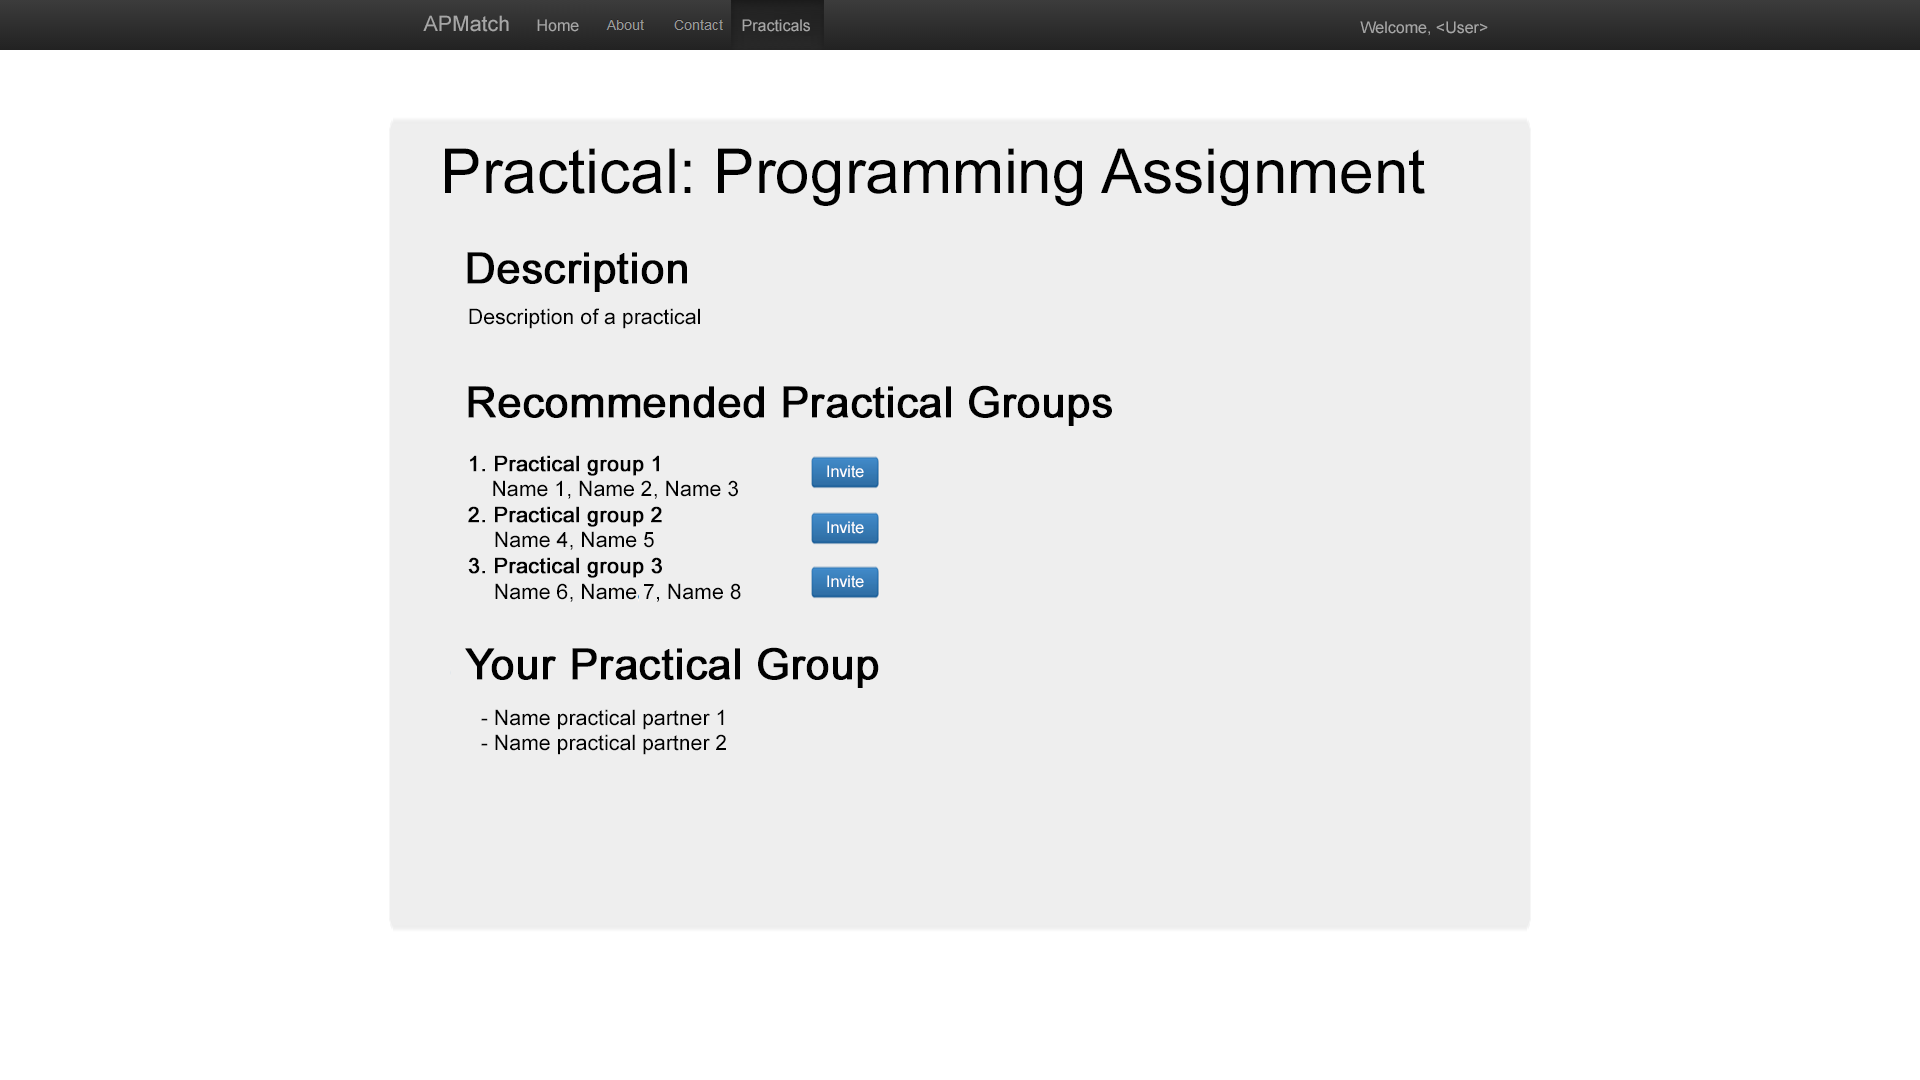 APMatch Home About Contact Practicals Welcome, <User>
Practical: Programming Assignment
Description
Description of a practical
Recommended Practical Groups
1. Practical group 1
Name 1, Name 2, Name 3
Invite
2. Practical group 2
Name 4, Name 5
Invite
3. Practical group 3
Name 6, Name 7, Name 8
Invite
Your Practical Group
- Name practical partner 1
- Name practical partner 2